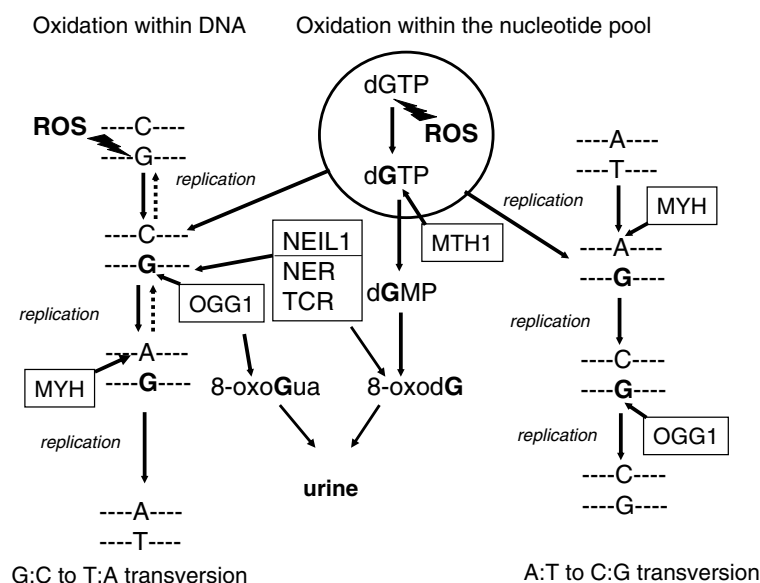 Oxidation within DNA
Oxidation within the nucleotide pool
dGTP
ROS
dGTP
ROS
----C----
----G----
replication
----C----
----G----
replication
----A----
----G----
MYH
replication
----A----
----T----
G:C to T:A transversion
OGG1
NEIL1
NER
TCR
MTH1
dGMP
8-oxoGua
8-oxodG
urine
----A----
----T----
replication
MYH
----A----
----G----
replication
----C----
----G----
OGG1
replication
----C----
----G----
A:T to C:G transversion